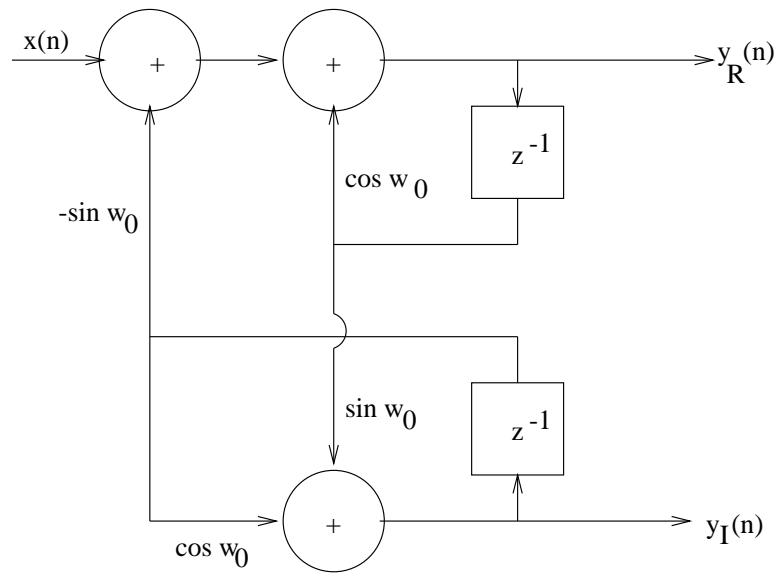 x(n)
+
+
y_R(n)
z^-1
cos w_0
-sin w_0
sin w_0
z^-1
+
cos w_0
y_I(n)